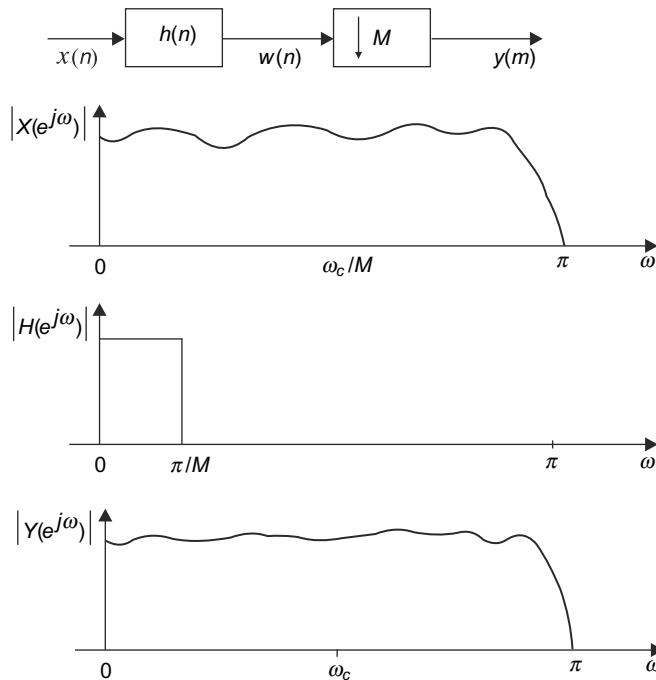 h(n) M
x(n) w(n) y(m)
|X(e^jω)|
0 ω_c/M π ω
|H(e^jω)|
0 π/M π ω
|Y(e^jω)|
0 ω_c π ω